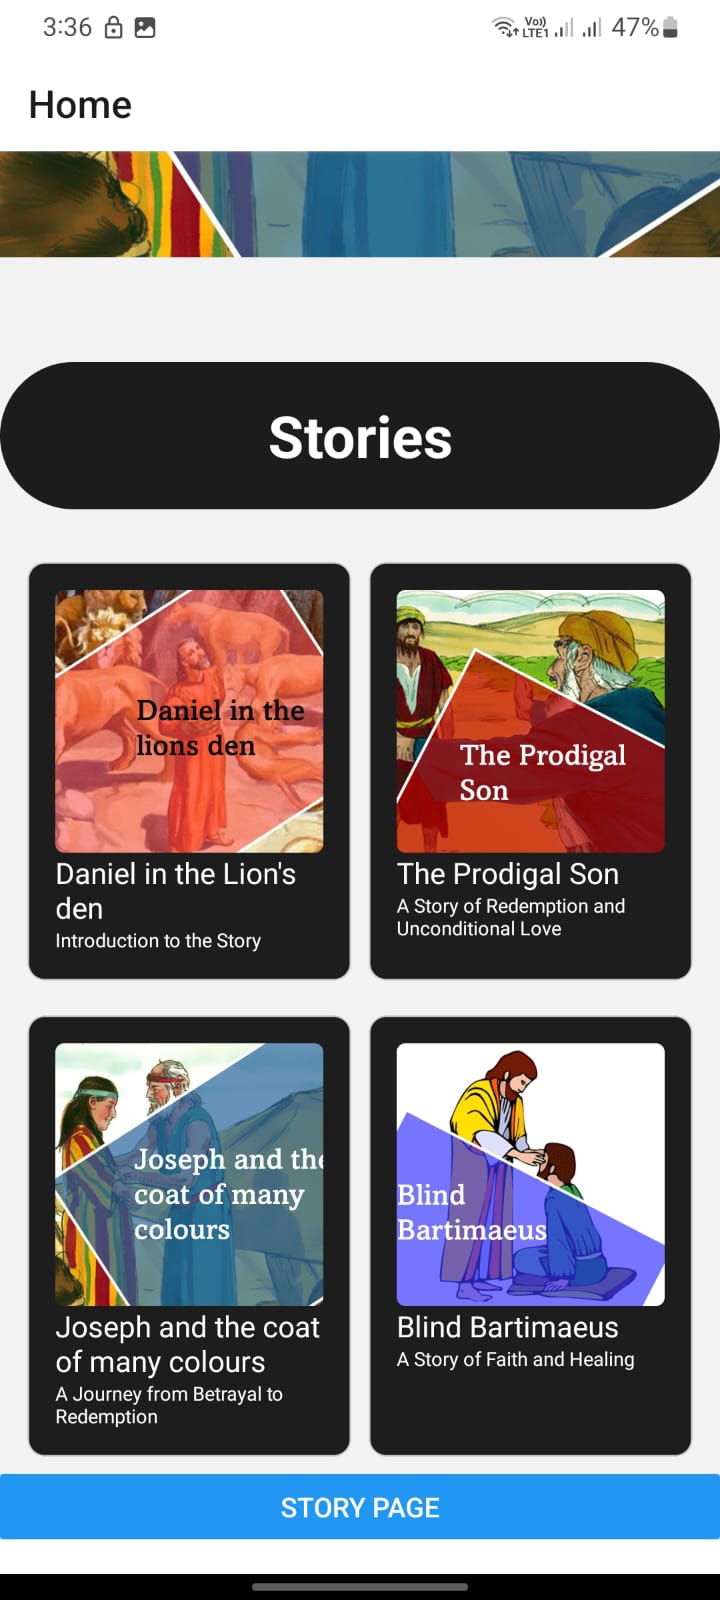 3:36
Vo))
LTE1
47%
Home
Stories
Daniel in the
lions den
Daniel in the Lion's
den
Introduction to the Story
The Prodigal
Son
The Prodigal Son
A Story of Redemption and
Unconditional Love
Joseph and the
coat of many
colours
Joseph and the coat
of many colours
A Journey from Betrayal to
Redemption
Blind
Bartimaeus
Blind Bartimaeus
A Story of Faith and Healing
STORY PAGE